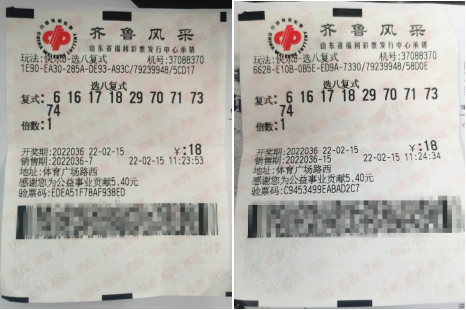 齐鲁风采
山东省福利彩票发行中心承销
玩法:快乐8-选八复式 机号:37088370
1E90-EA30-285A-DE93-A93C/79239948/5CD17
选八复式
复式: 6 16 17 18 29 70 71 73
74
倍数:1
¥:18
开奖期:2022036 22-02-15
销售期:2022036-7 22-02-15 11:23:53
地址:体育广场路西
感谢您为公益事业贡献5.40元
验票码:EDEA51F78AF93BED
齐鲁风采
山东省福利彩票发行中心承销
玩法:快乐8-选八复式 机号:37088370
6628-E10B-0B5E-ED9A-7330/79239948/58D0E
选八复式
复式: 6 16 17 18 29 70 71 73
74
倍数:1
¥:18
开奖期:2022036 22-02-15
销售期:2022036-15 22-02-15 11:24:34
地址:体育广场路西
感谢您为公益事业贡献5.40元
验票码:C9453499EABAD2C7